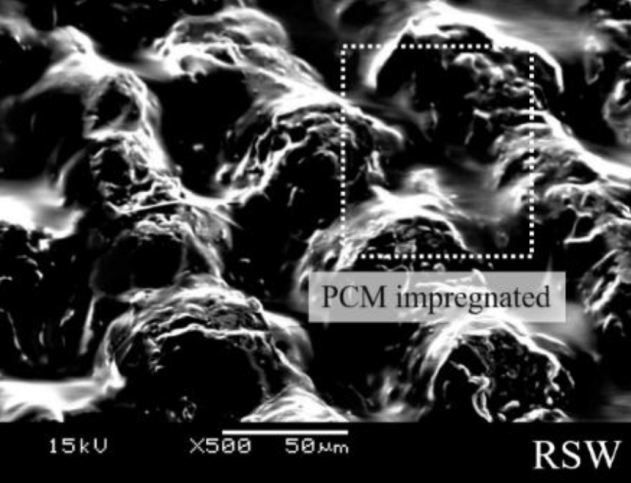 PCM impregnated
15kV X500 50μm
RSW